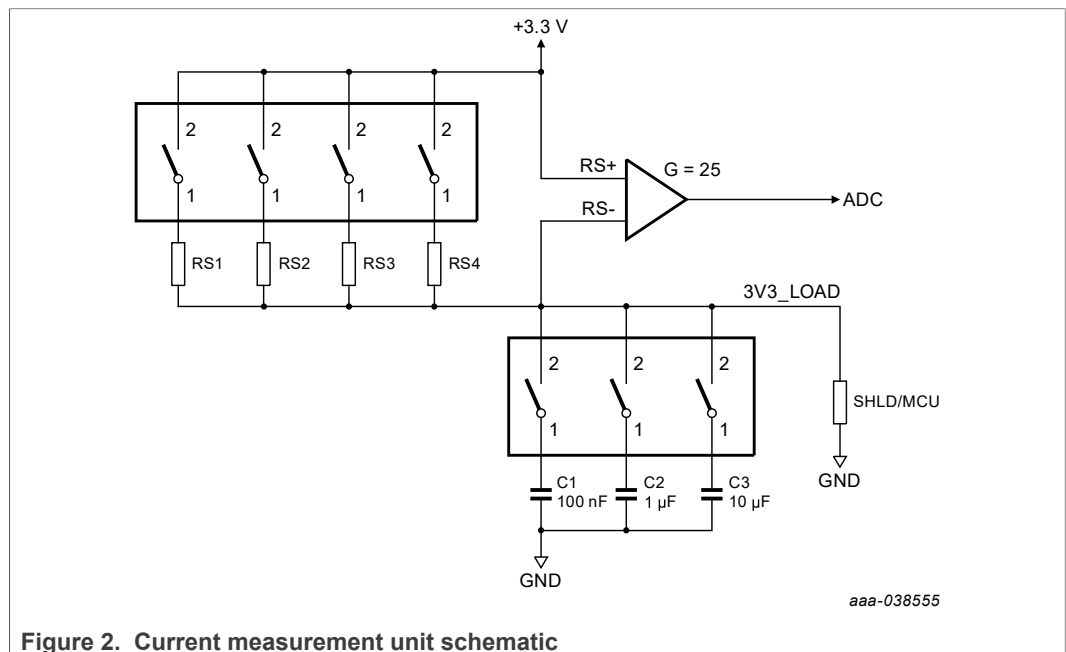 +3.3 V
2 2 2 2
1 1 1 1
RS1 RS2 RS3 RS4
RS+
RS-
G = 25
ADC
3V3_LOAD
2 2 2
1 1 1
SHLD/MCU
GND
C1
100 nF
C2
1 µF
C3
10 µF
GND
aaa-038555
Figure 2. Current measurement unit schematic